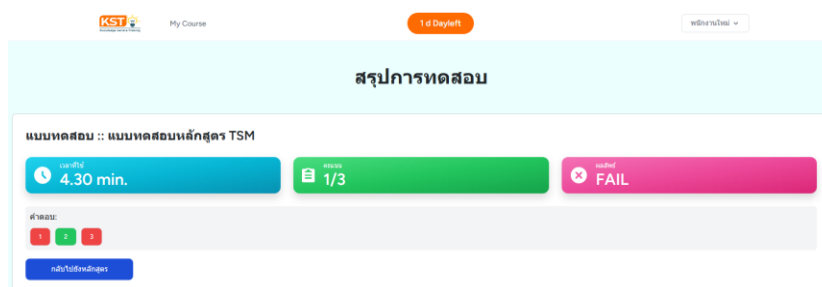 KST
My Course
1 d Dayleft
พนักงานใหม่
สรุปการทดสอบ
แบบทดสอบ :: แบบทดสอบหลักสูตร TSM
เวลาที่ใช้
4.30 min.
คะแนน
1/3
ผลลัพธ์
FAIL
คำตอบ:
1 2 3
กลับไปยังหลักสูตร